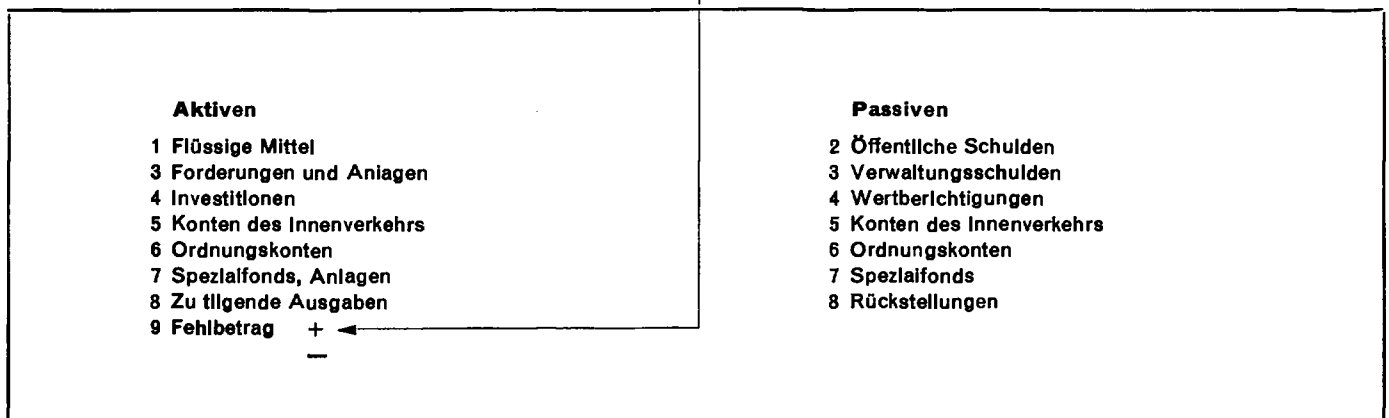 Aktiven
1 Flüssige Mittel
3 Forderungen und Anlagen
4 Investitionen
5 Konten des Innenverkehrs
6 Ordnungskonten
7 Spezialfonds, Anlagen
8 Zu tilgende Ausgaben
9 Fehlbetrag +
—
Passiven
2 Öffentliche Schulden
3 Verwaltungsschulden
4 Wertberichtigungen
5 Konten des Innenverkehrs
6 Ordnungskonten
7 Spezialfonds
8 Rückstellungen